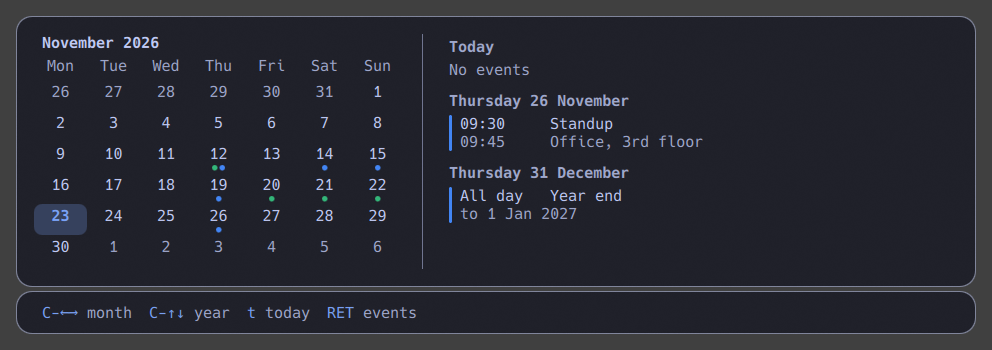 November 2026
Mon Tue Wed Thu Fri Sat Sun
26 27 28 29 30 31 1
2 3 4 5 6 7 8
9 10 11 12 13 14 15
16 17 18 19 20 21 22
23 24 25 26 27 28 29
30 1 2 3 4 5 6
Today
No events
Thursday 26 November
09:30 Standup
09:45 Office, 3rd floor
Thursday 31 December
All day Year end
to 1 Jan 2027
C-←→ month C-↑↓ year t today RET events